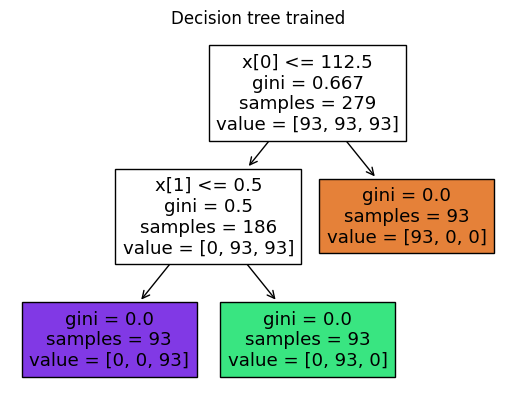 Decision tree trained
x[0] <= 112.5
gini = 0.667
samples = 279
value = [93, 93, 93]
x[1] <= 0.5
gini = 0.5
samples = 186
value = [0, 93, 93]
gini = 0.0
samples = 93
value = [93, 0, 0]
gini = 0.0
samples = 93
value = [0, 0, 93]
gini = 0.0
samples = 93
value = [0, 93, 0]